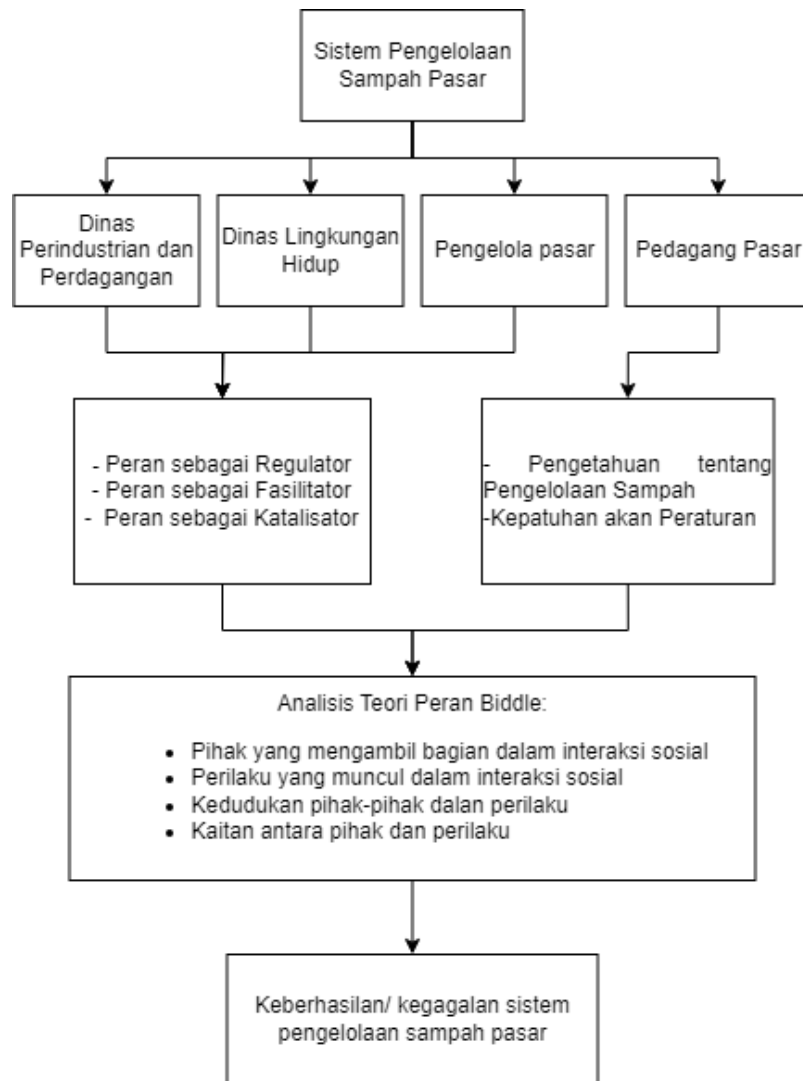 Sistem Pengelolaan
Sampah Pasar
Dinas
Perindustrian dan
Perdagangan
Dinas Lingkungan
Hidup
Pengelola pasar
Pedagang Pasar
- Peran sebagai Regulator
- Peran sebagai Fasilitator
- Peran sebagai Katalisator
- Pengetahuan tentang
Pengelolaan Sampah
-Kepatuhan akan Peraturan
Analisis Teori Peran Biddle:
• Pihak yang mengambil bagian dalam interaksi sosial
• Perilaku yang muncul dalam interaksi sosial
• Kedudukan pihak-pihak dalan perilaku
• Kaitan antara pihak dan perilaku
Keberhasilan/ kegagalan sistem
pengelolaan sampah pasar